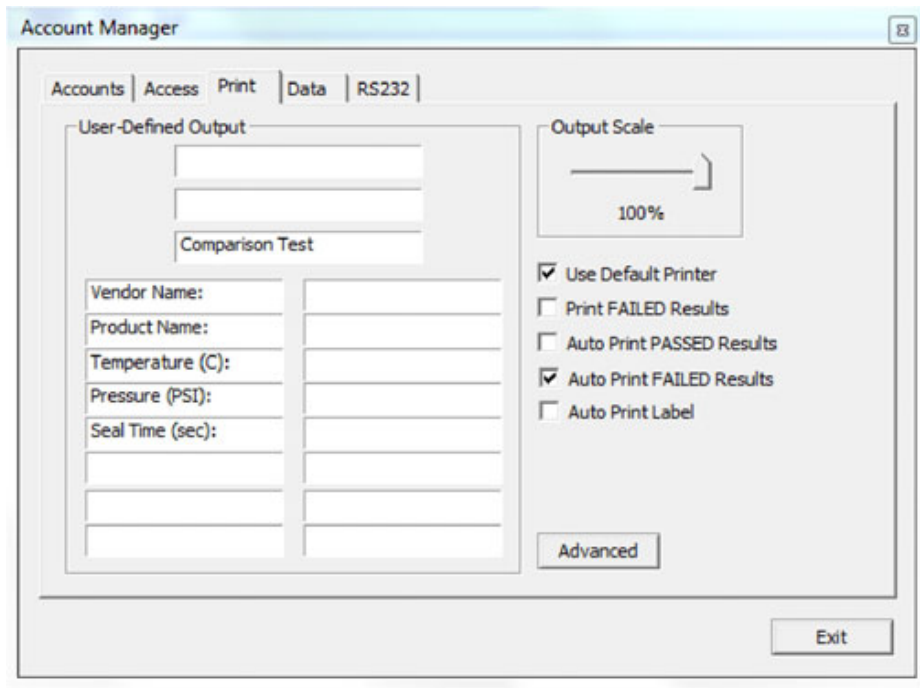 Account Manager
Accounts Access Print Data RS232
User-Defined Output
Comparison Test
Vendor Name:
Product Name:
Temperature (C):
Pressure (PSI):
Seal Time (sec):
Output Scale
100%
Use Default Printer
Print FAILED Results
Auto Print PASSED Results
Auto Print FAILED Results
Auto Print Label
Advanced
Exit